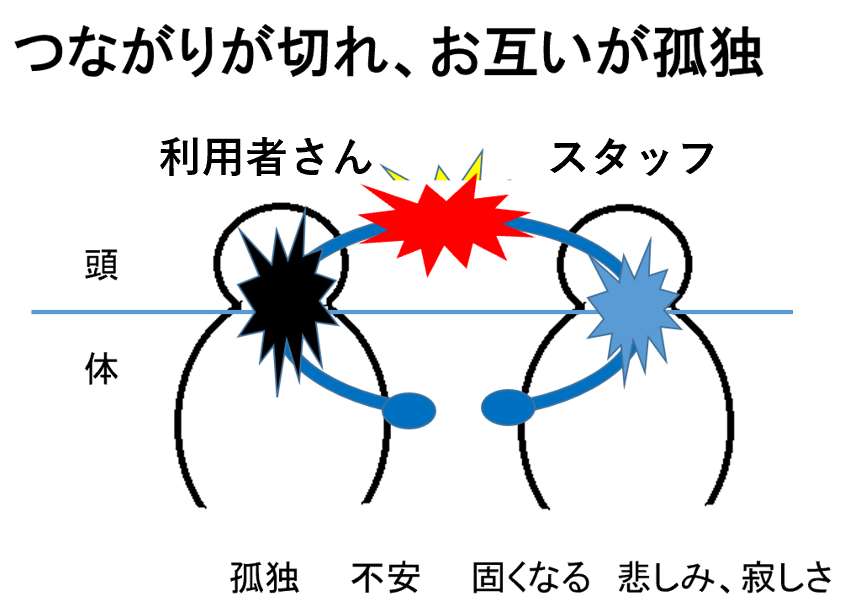 つながりが切れ、お互いが孤独
利用者さん スタッフ
頭
体
孤独 不安 固くなる 悲しみ、寂しさ